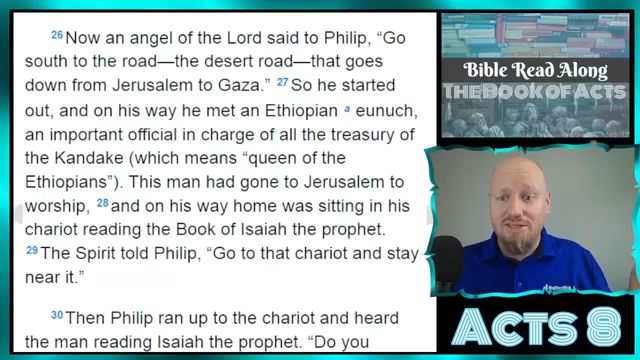 26 Now an angel of the Lord said to Philip, “Go
south to the road—the desert road—that goes
down from Jerusalem to Gaza.” 27 So he started
out, and on his way he met an Ethiopian a eunuch,
an important official in charge of all the treasury of
the Kandake (which means “queen of the
Ethiopians”). This man had gone to Jerusalem to
worship, 28 and on his way home was sitting in his
chariot reading the Book of Isaiah the prophet.
29 The Spirit told Philip, “Go to that chariot and stay
near it.”
30 Then Philip ran up to the chariot and heard
the man reading Isaiah the prophet. “Do you
Bible Read Along
The Book of Acts
Acts 8